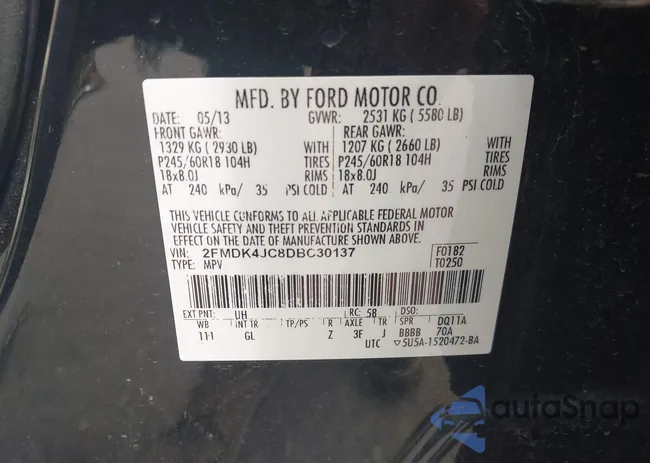 MFD. BY FORD MOTOR CO.
DATE: 05/13 GVWR: 2531 KG ( 5580 LB)
FRONT GAWR: REAR GAWR:
1329 KG ( 2930 LB) WITH 1207 KG ( 2660 LB) WITH
P245/60R18 104H TIRES P245/60R18 104H TIRES
18x8.0J RIMS 18x8.0J RIMS
AT 240 kPa/ 35 PSI COLD AT 240 kPa/ 35 PSI COLD
THIS VEHICLE CONFORMS TO ALL APPLICABLE FEDERAL MOTOR
VEHICLE SAFETY AND THEFT PREVENTION STANDARDS IN
EFFECT ON THE DATE OF MANUFACTURE SHOWN ABOVE.
VIN: 2FMDK4JC8DBC30137 F0182
TYPE: MPV T0250
EXT PNT: UH RC: 58 DSO:
WB INT TR TP/PS R AXLE TR SPR DQ11A
111 GL Z 3E J BBBB 70A
UTC ▽5U5A-1520472-BA
autoSnap